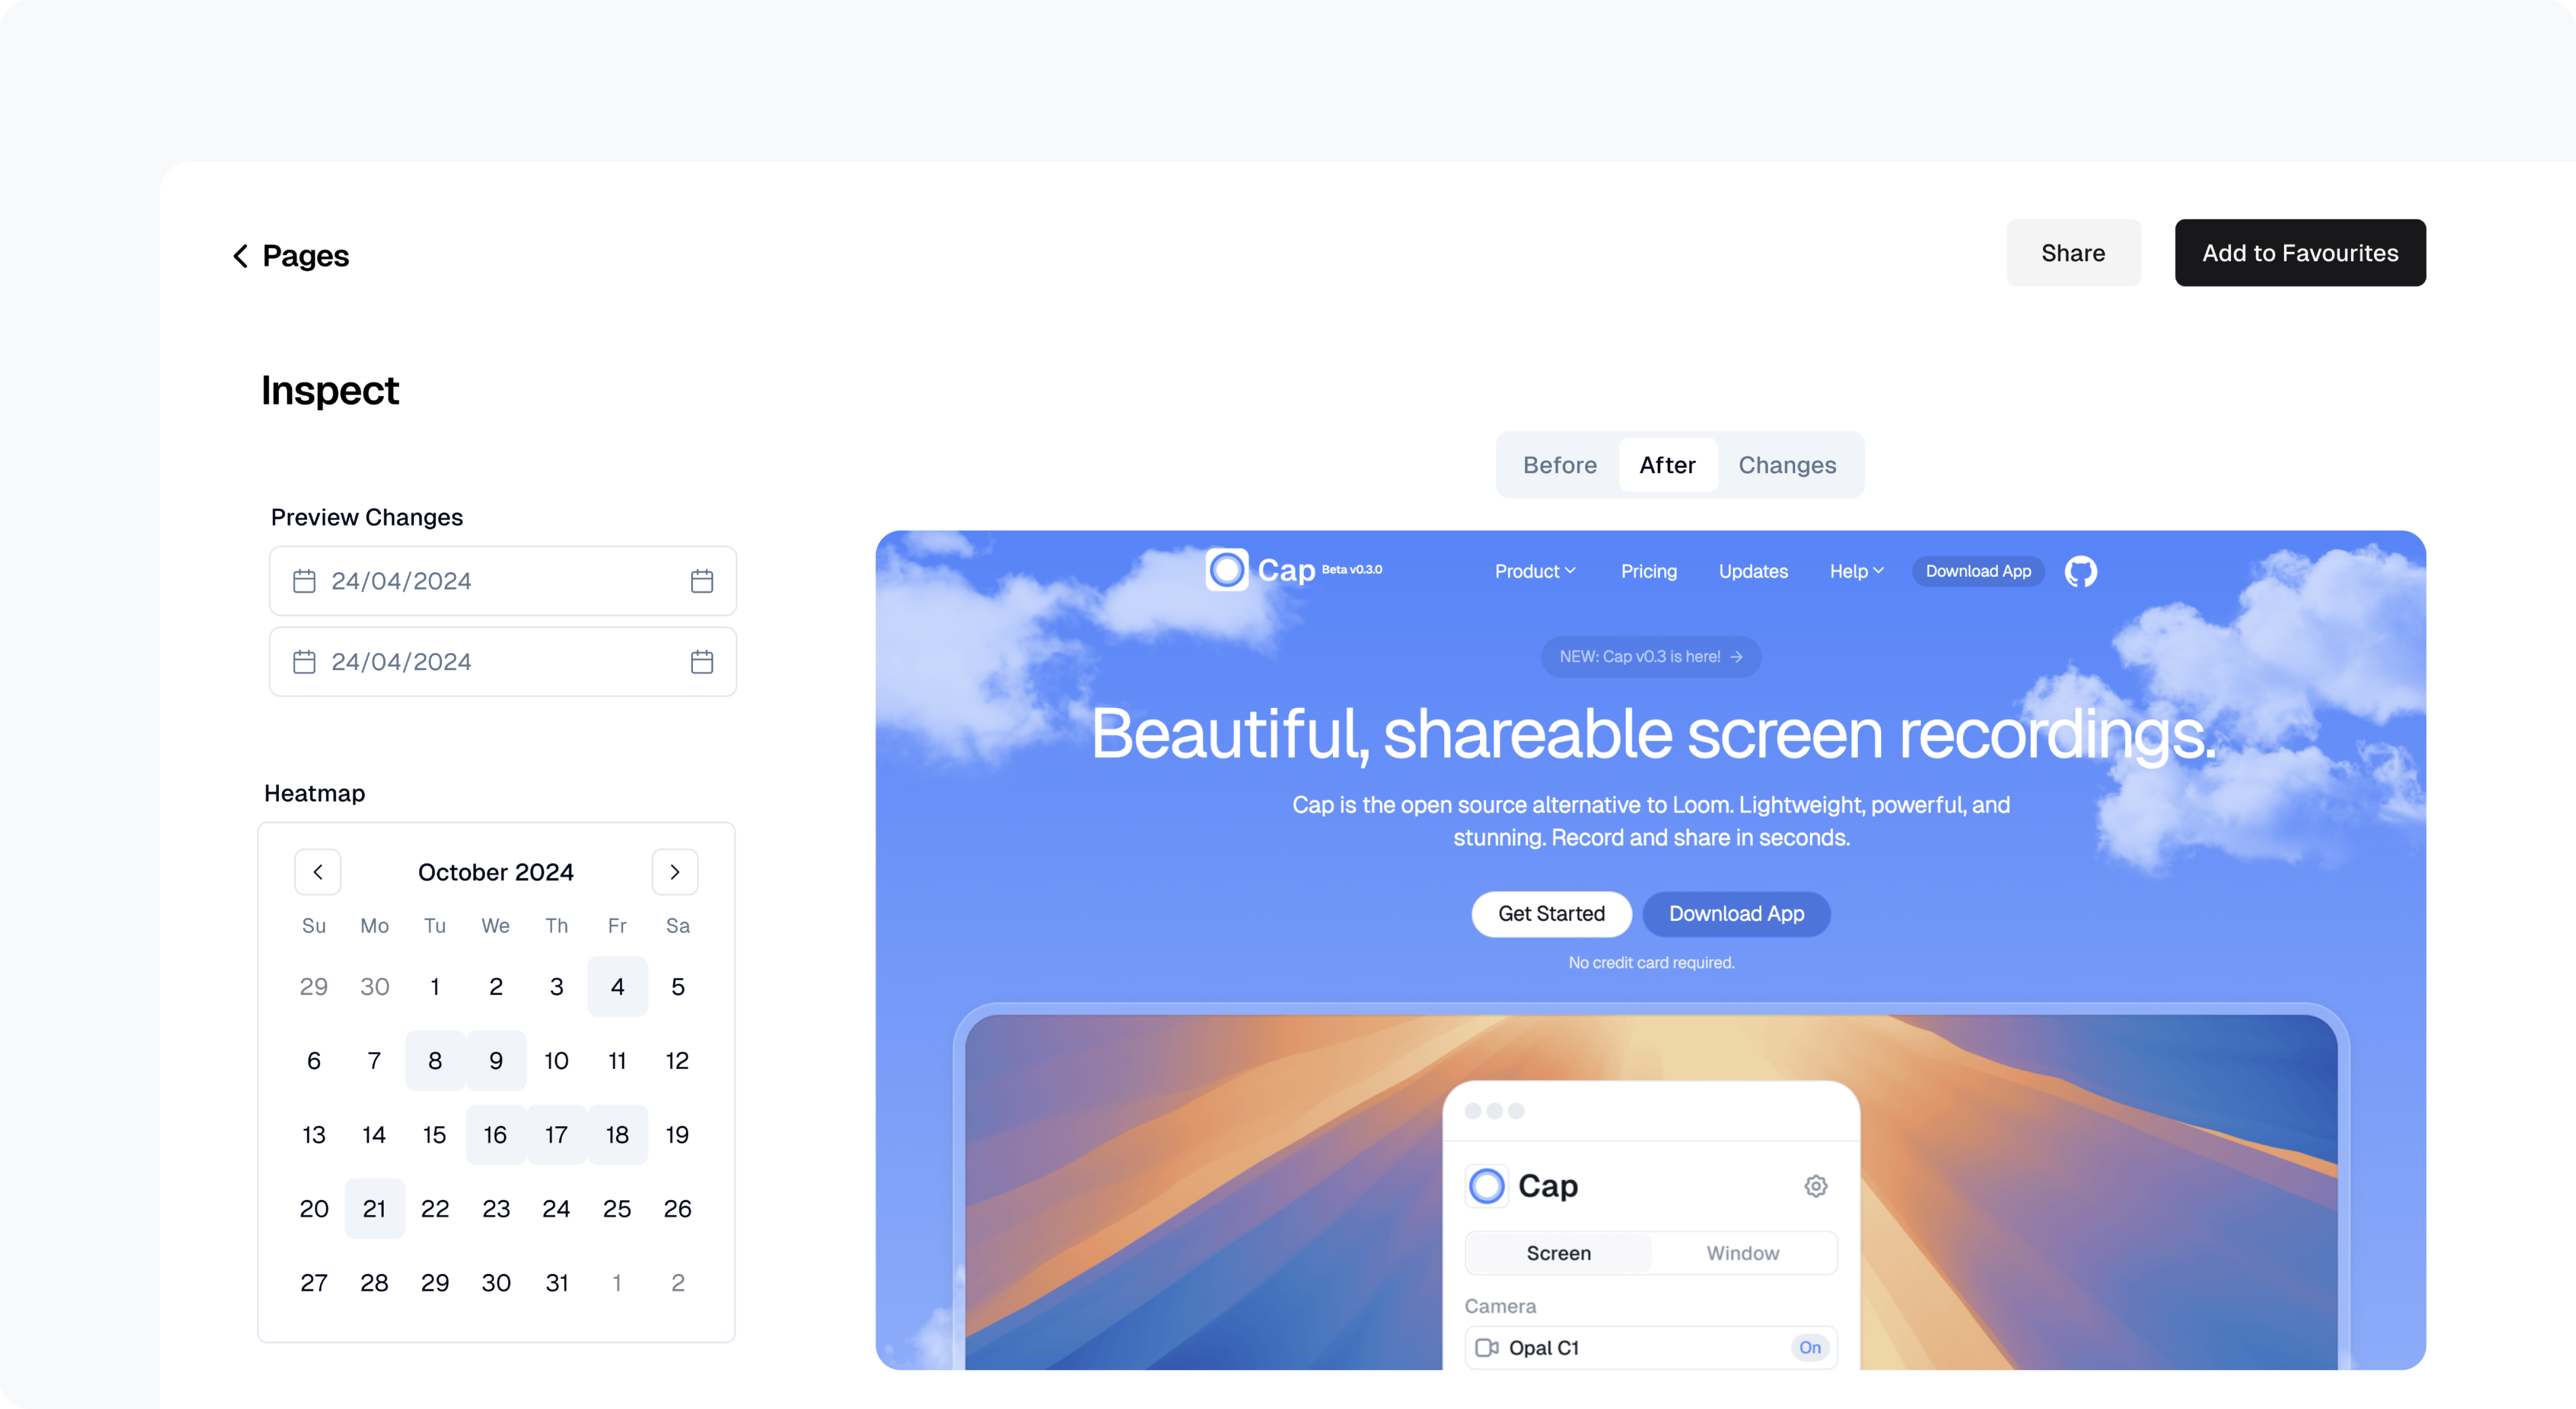 Pages
Share
Add to Favourites
Inspect
Before After Changes
Preview Changes
24/04/2024
24/04/2024
Heatmap
October 2024
Su Mo Tu We Th Fr Sa
29 30 1 2 3 4 5
6 7 8 9 10 11 12
13 14 15 16 17 18 19
20 21 22 23 24 25 26
27 28 29 30 31 1 2
Cap Beta v0.3.0
Product Pricing Updates Help Download App
NEW: Cap v0.3 is here! →
Beautiful, shareable screen recordings.
Cap is the open source alternative to Loom. Lightweight, powerful, and
stunning. Record and share in seconds.
Get Started Download App
No credit card required.
Cap
Screen Window
Camera
Opal C1 On